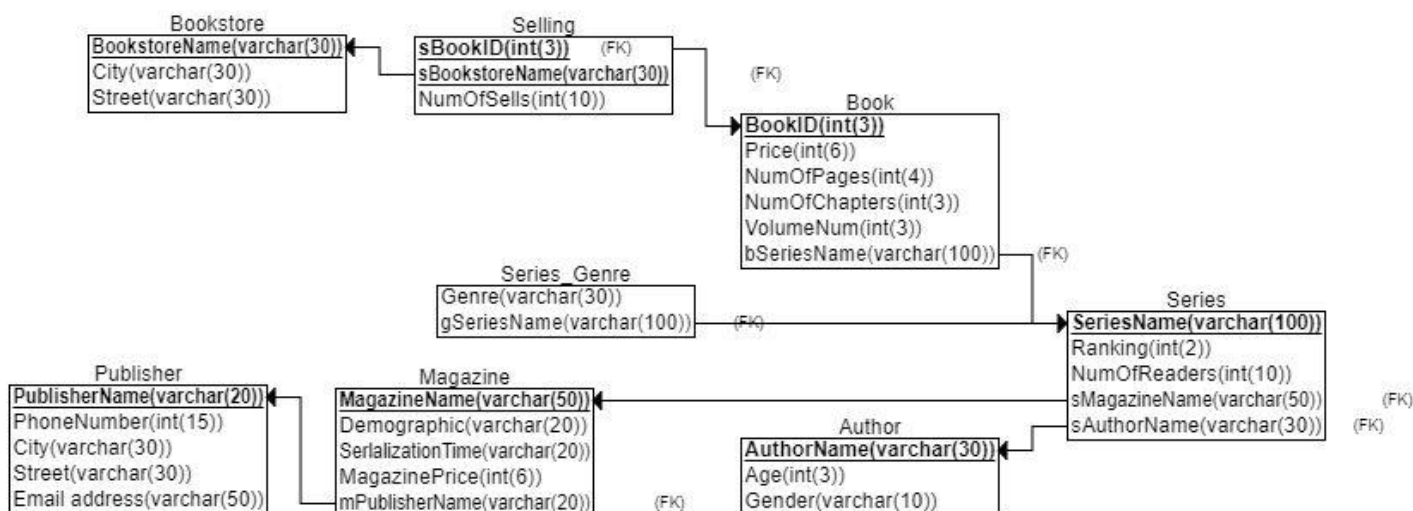 Bookstore
BookstoreName(varchar(30))
City(varchar(30))
Street(varchar(30))
Selling
sBookID(int(3)) (FK)
sBookstoreName(varchar(30)) (FK)
NumOfSells(int(10))
Book
BookID(int(3))
Price(int(6))
NumOfPages(int(4))
NumOfChapters(int(3))
VolumeNum(int(3))
bSeriesName(varchar(100)) (FK)
Series_Genre
Genre(varchar(30))
gSeriesName(varchar(100)) (FK)
Series
SeriesName(varchar(100))
Ranking(int(2))
NumOfReaders(int(10))
sMagazineName(varchar(50)) (FK)
sAuthorName(varchar(30)) (FK)
Publisher
PublisherName(varchar(20))
PhoneNumber(int(15))
City(varchar(30))
Street(varchar(30))
Email address(varchar(50))
Magazine
MagazineName(varchar(50))
Demographic(varchar(20))
SerIalizationTime(varchar(20))
MagazinePrice(int(6))
mPublisherName(varchar(20)) (FK)
Author
AuthorName(varchar(30))
Age(int(3))
Gender(varchar(10))